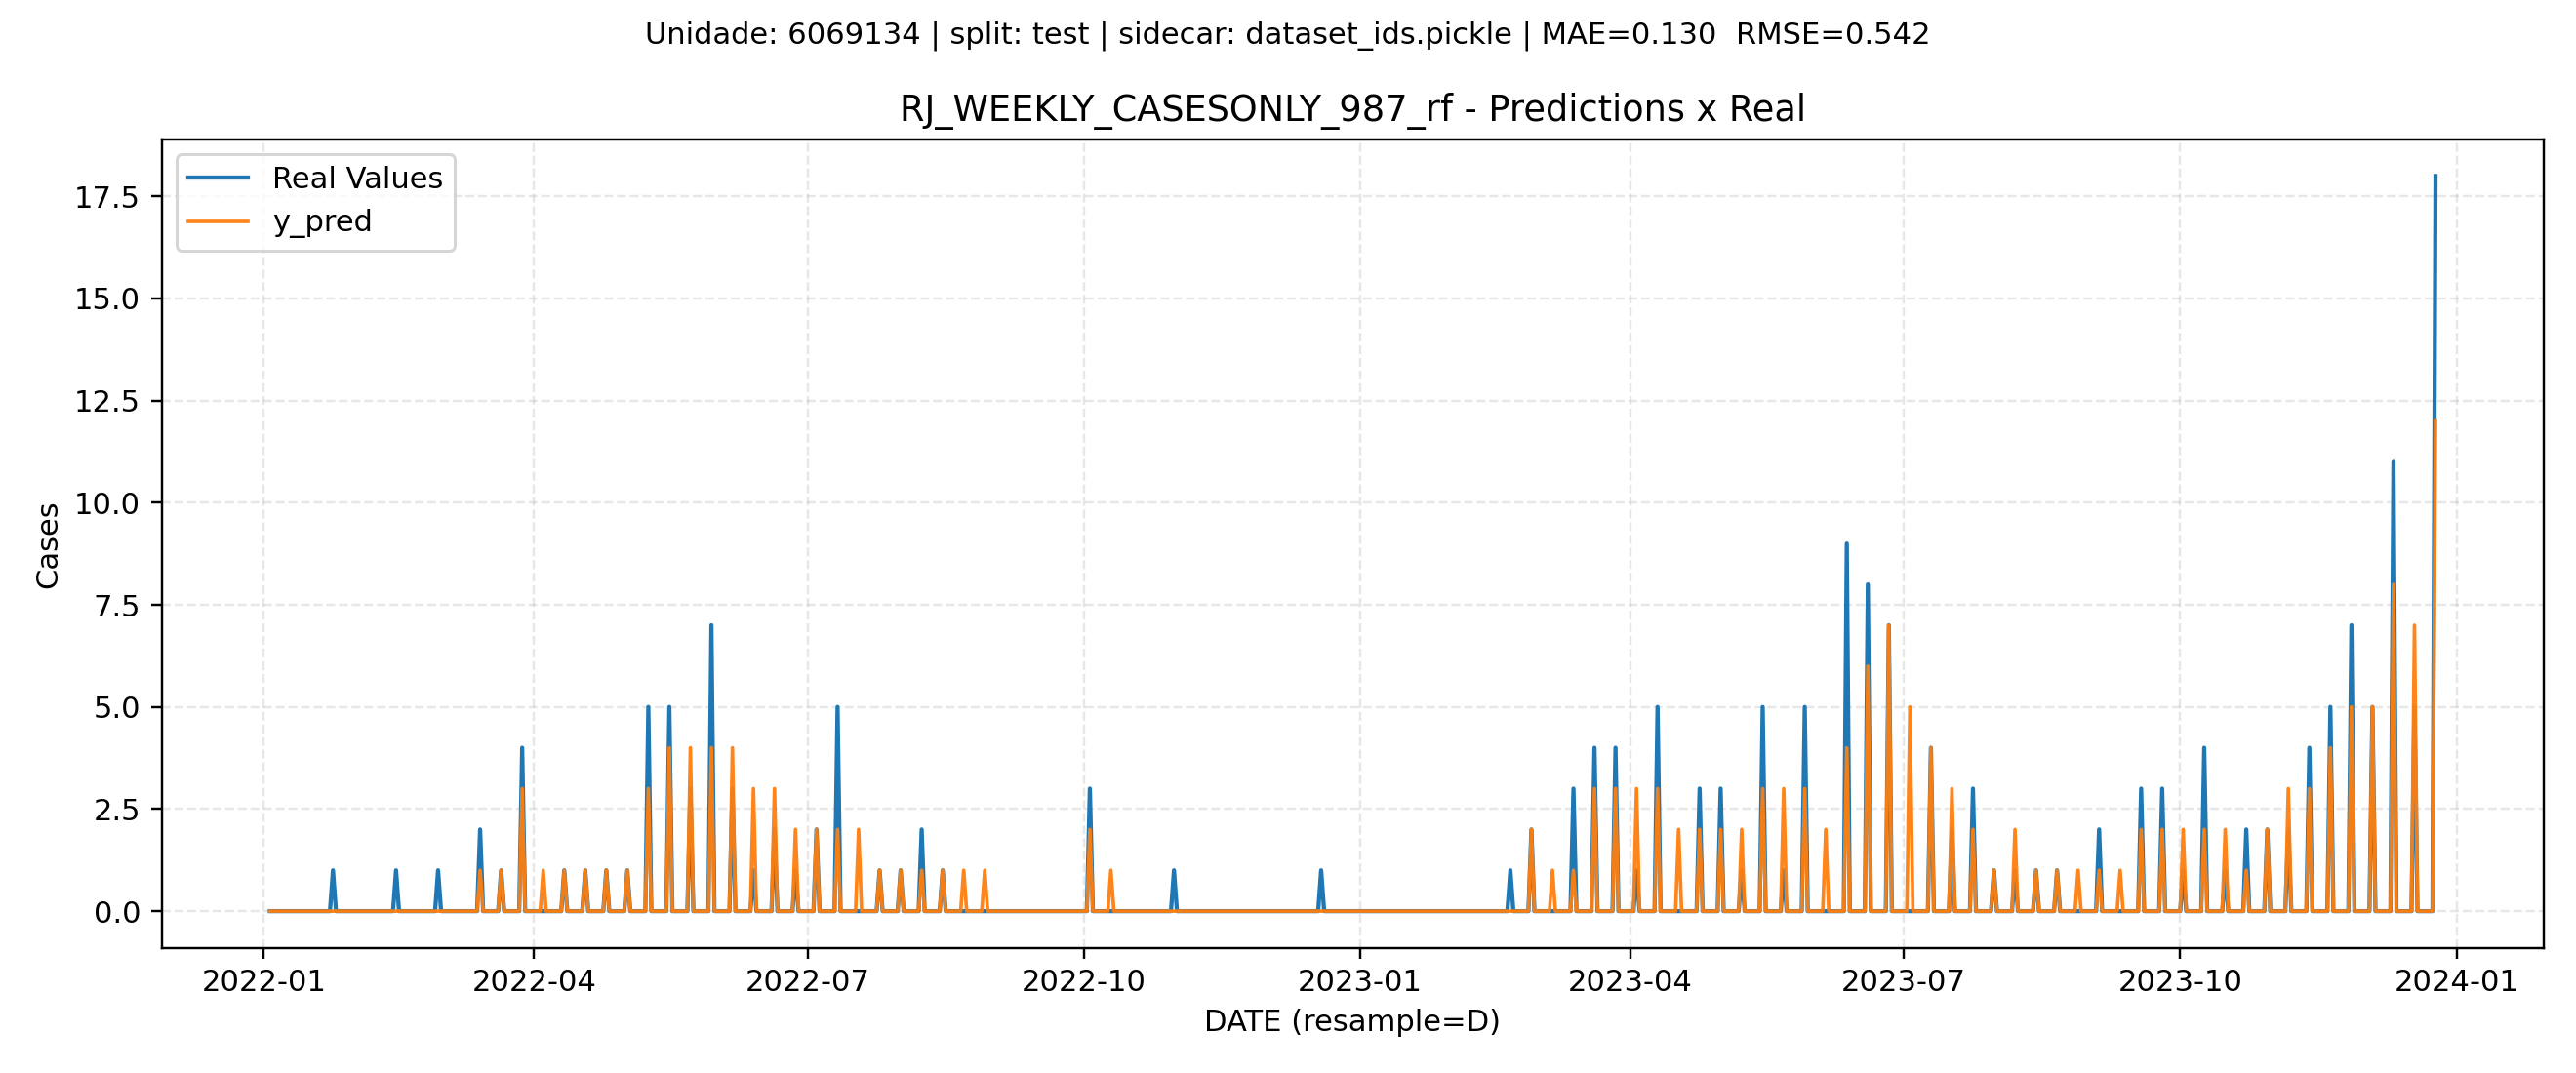 Unidade: 6069134 | split: test | sidecar: dataset_ids.pickle | MAE=0.130  RMSE=0.542
RJ_WEEKLY_CASESONLY_987_rf - Predictions x Real
Real Values
y_pred
17.5
15.0
12.5
10.0
7.5
5.0
2.5
0.0
Cases
2022-01
2022-04
2022-07
2022-10
2023-01
2023-04
2023-07
2023-10
2024-01
DATE (resample=D)